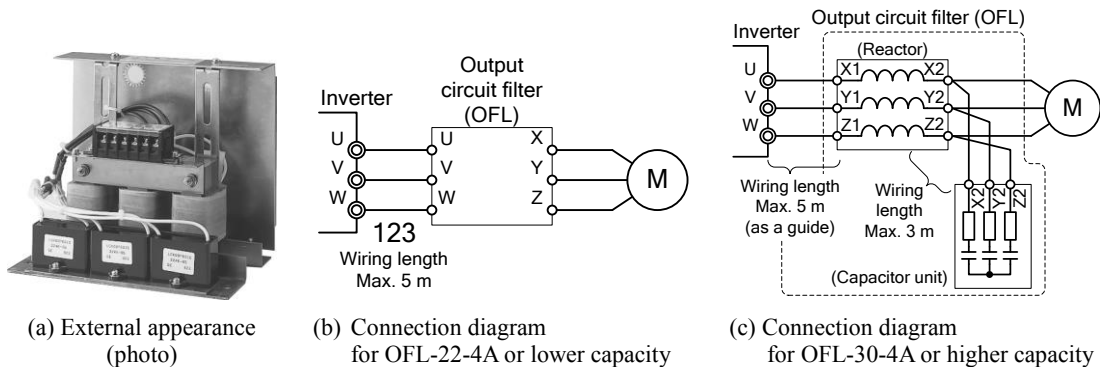 Inverter
Output
circuit filter
(OFL)
U
V
W
U
V
W
X
Y
Z
M
123
Wiring length
Max. 5 m
Output circuit filter (OFL)
Inverter
(Reactor)
U
V
W
X1
Y1
Z1
X2
Y2
Z2
M
Wiring length
Max. 5 m
(as a guide)
Wiring
length
Max. 3 m
X2
Y2
Z2
(Capacitor unit)
(a) External appearance
(photo)
(b) Connection diagram
for OFL-22-4A or lower capacity
(c) Connection diagram
for OFL-30-4A or higher capacity